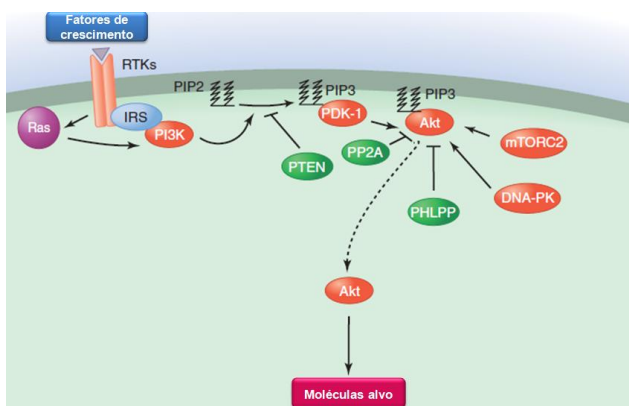 Fatores de
crescimento
RTKs
PIP2
PIP3
PIP3
IRS
Ras
PI3K
PDK-1
Akt
PTEN
PP2A
mTORC2
DNA-PK
PHLPP
Akt
Moléculas alvo